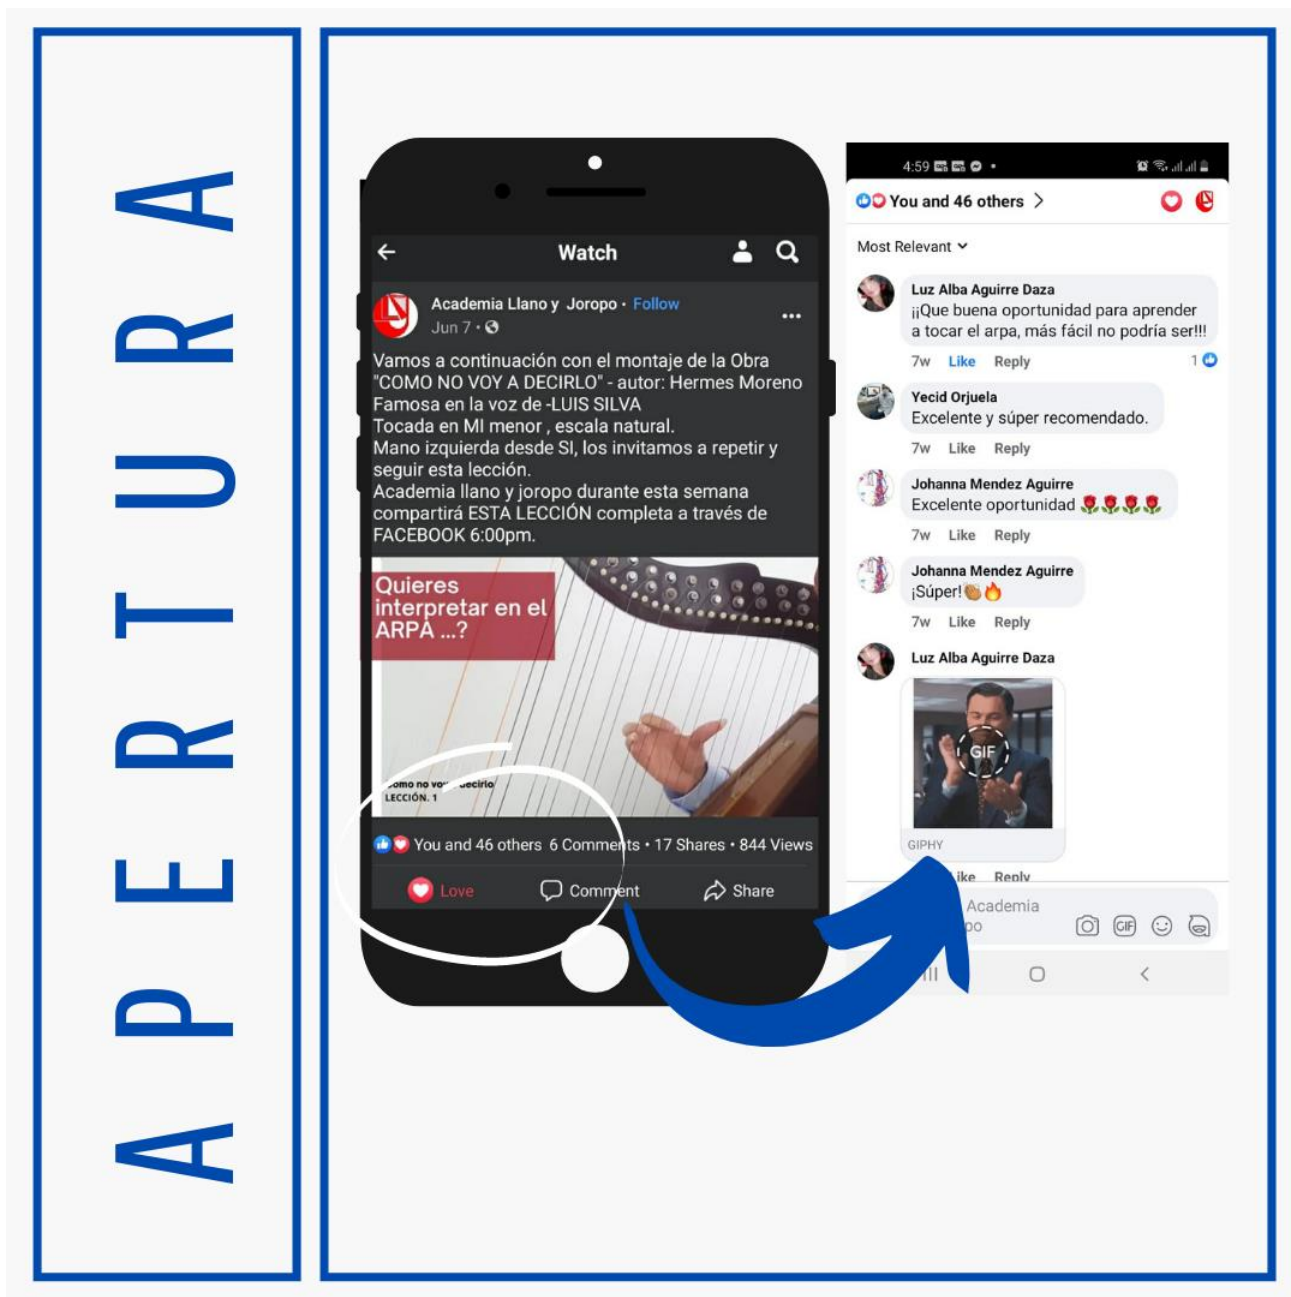 APERTURA
Watch
Academia Llano y Joropo · Follow
Jun 7 ·
Vamos a continuación con el montaje de la Obra
"COMO NO VOY A DECIRLO" - autor: Hermes Moreno
Famosa en la voz de -LUIS SILVA
Tocada en MI menor , escala natural.
Mano izquierda desde SI, los invitamos a repetir y
seguir esta lección.
Academia llano y joropo durante esta semana
compartirá ESTA LECCIÓN completa a través de
FACEBOOK 6:00pm.
Quieres
interpretar en el
ARPA ...?
como no voy a decirlo
LECCIÓN. 1
You and 46 others 6 Comments • 17 Shares • 844 Views
Love Comment Share
4:59
You and 46 others
Most Relevant
Luz Alba Aguirre Daza
¡¡Que buena oportunidad para aprender
a tocar el arpa, más fácil no podría ser!!!
7w Like Reply 1
Yecid Orjuela
Excelente y súper recomendado.
7w Like Reply
Johanna Mendez Aguirre
Excelente oportunidad 🌹🌹🌹🌹
7w Like Reply
Johanna Mendez Aguirre
¡Súper!👏🔥
7w Like Reply
Luz Alba Aguirre Daza
GIF
GIPHY
Like Reply
Academia
po
GIF